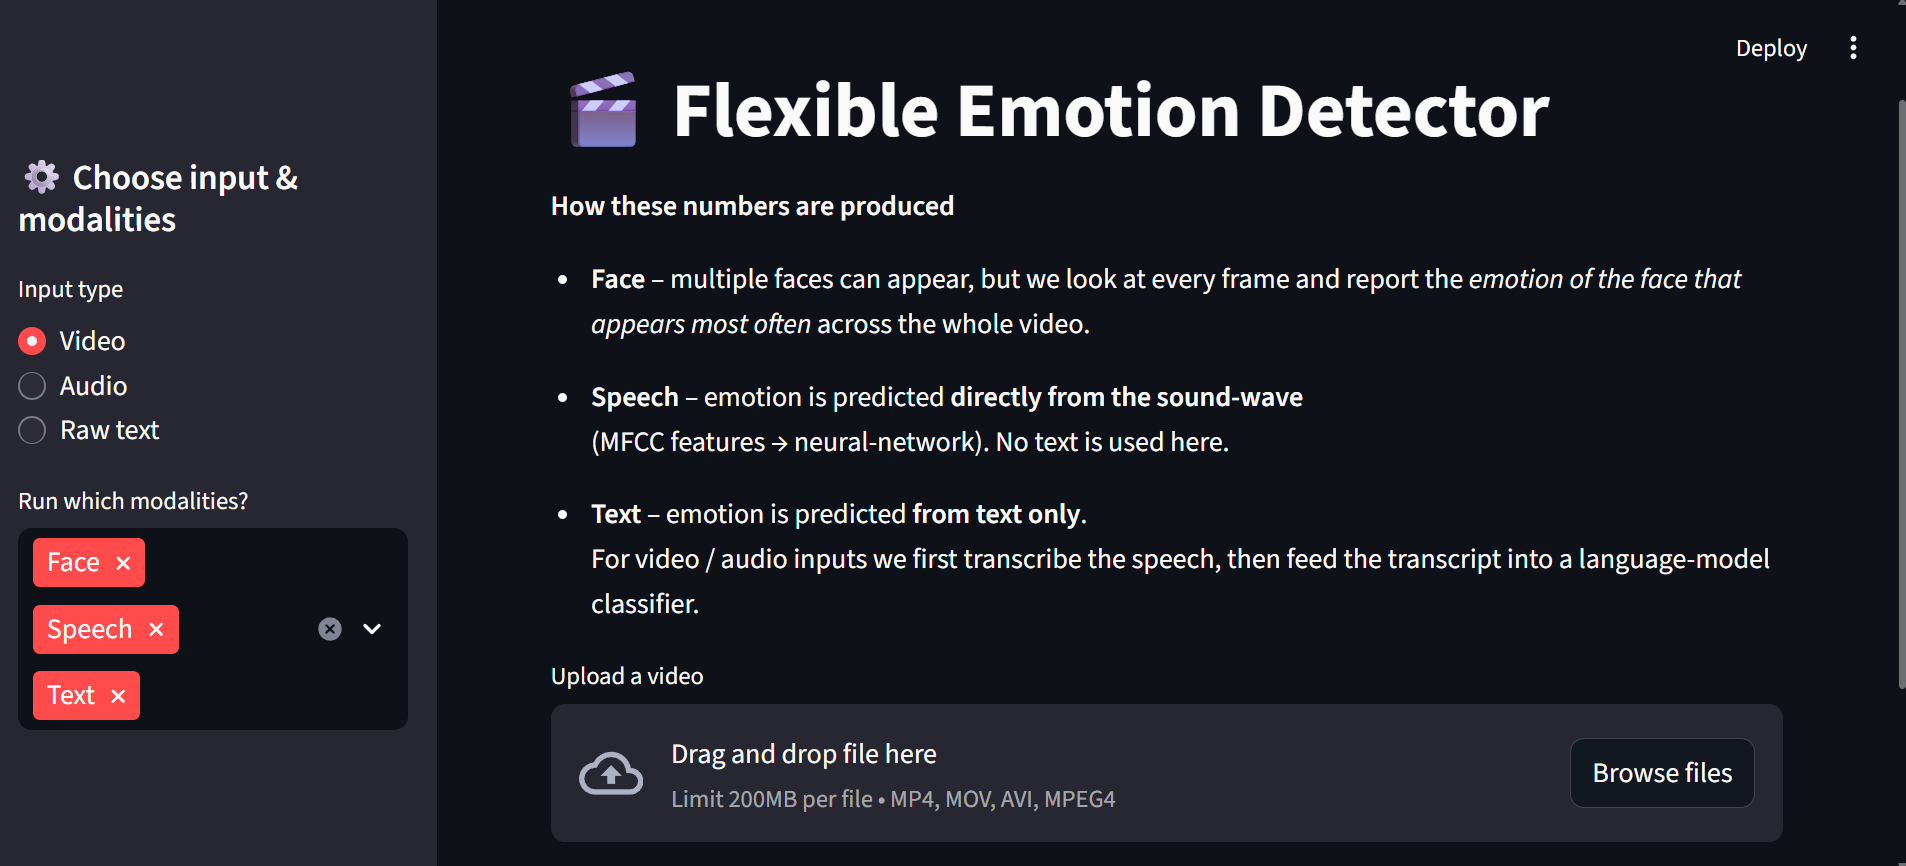 Choose input &
modalities
Input type
Video
Audio
Raw text
Run which modalities?
Face
Speech
Text
Deploy
Flexible Emotion Detector
How these numbers are produced
Face – multiple faces can appear, but we look at every frame and report the emotion of the face that
appears most often across the whole video.
Speech – emotion is predicted directly from the sound-wave
(MFCC features → neural-network). No text is used here.
Text – emotion is predicted from text only.
For video / audio inputs we first transcribe the speech, then feed the transcript into a language-model
classifier.
Upload a video
Drag and drop file here
Limit 200MB per file • MP4, MOV, AVI, MPEG4
Browse files